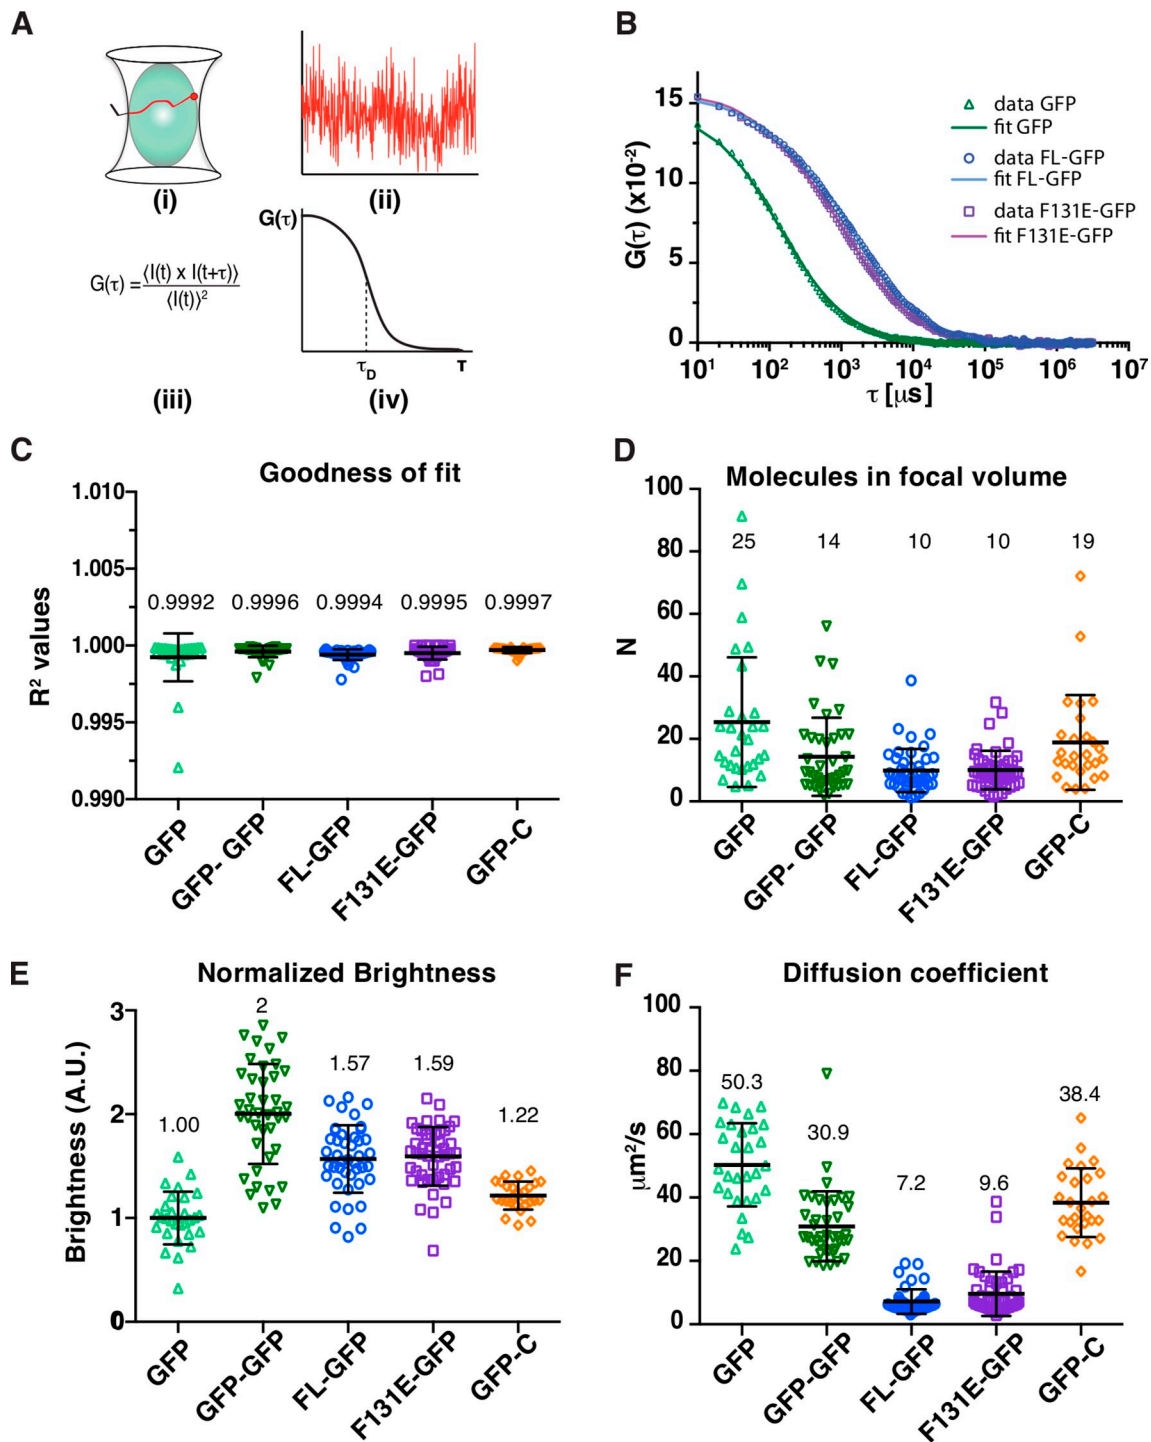 A
(i)
(ii)
G(τ) = ⟨I(t) x I(t+τ)⟩ / ⟨I(t)⟩²
(iii)
G(τ)
τD
τ
(iv)
B
G(τ) (x10⁻²)
15
10
5
0
10¹ 10² 10³ 10⁴ 10⁵ 10⁶ 10⁷
τ [μs]
data GFP
fit GFP
data FL-GFP
fit FL-GFP
data F131E-GFP
fit F131E-GFP
C
Goodness of fit
R² values
1.010
1.005
1.000
0.995
0.990
0.9992 0.9996 0.9994 0.9995 0.9997
GFP
GFP- GFP
FL-GFP
F131E-GFP
GFP-C
D
Molecules in focal volume
N
100
80
60
40
20
0
25 14 10 10 19
GFP
GFP- GFP
FL-GFP
F131E-GFP
GFP-C
E
Normalized Brightness
Brightness (A.U.)
3
2
1
0
1.00
2
1.57
1.59
1.22
GFP
GFP-GFP
FL-GFP
F131E-GFP
GFP-C
F
Diffusion coefficient
μm²/s
100
80
60
40
20
0
50.3
30.9
7.2
9.6
38.4
GFP
GFP-GFP
FL-GFP
F131E-GFP
GFP-C